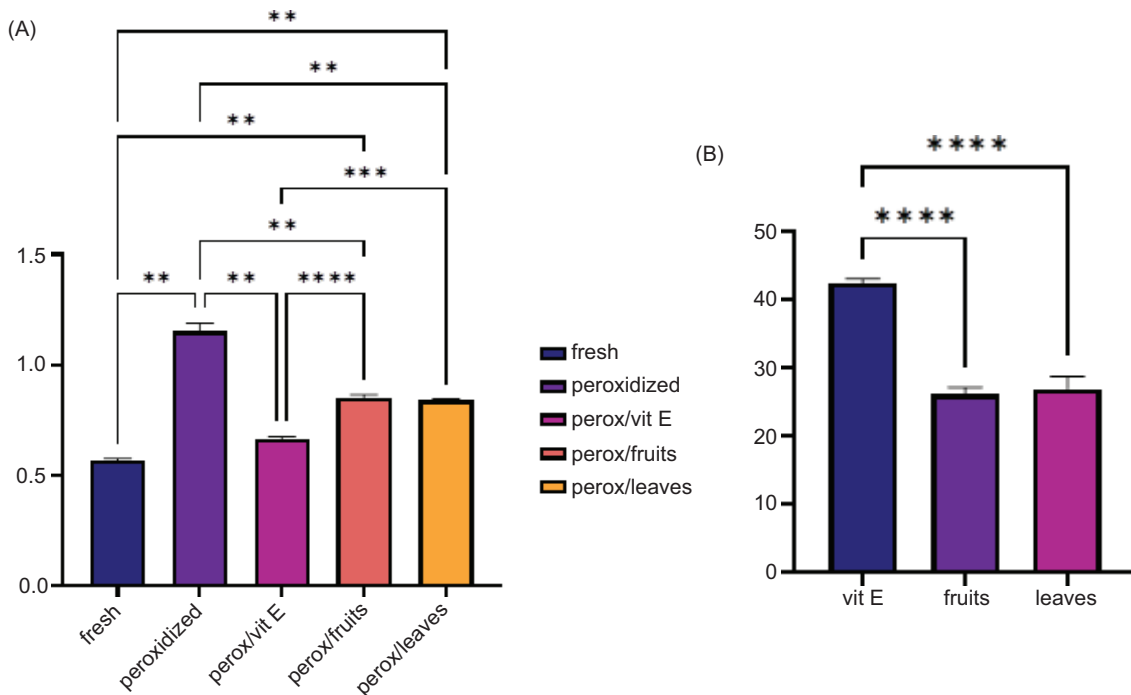 (A)
**
**
**
***
**
**
**
****
1.5
1.0
0.5
0.0
fresh
peroxidized
perox/vit E
perox/fruits
perox/leaves
fresh
peroxidized
perox/vit E
perox/fruits
perox/leaves
(B)
****
****
50
40
30
20
10
0
vit E
fruits
leaves